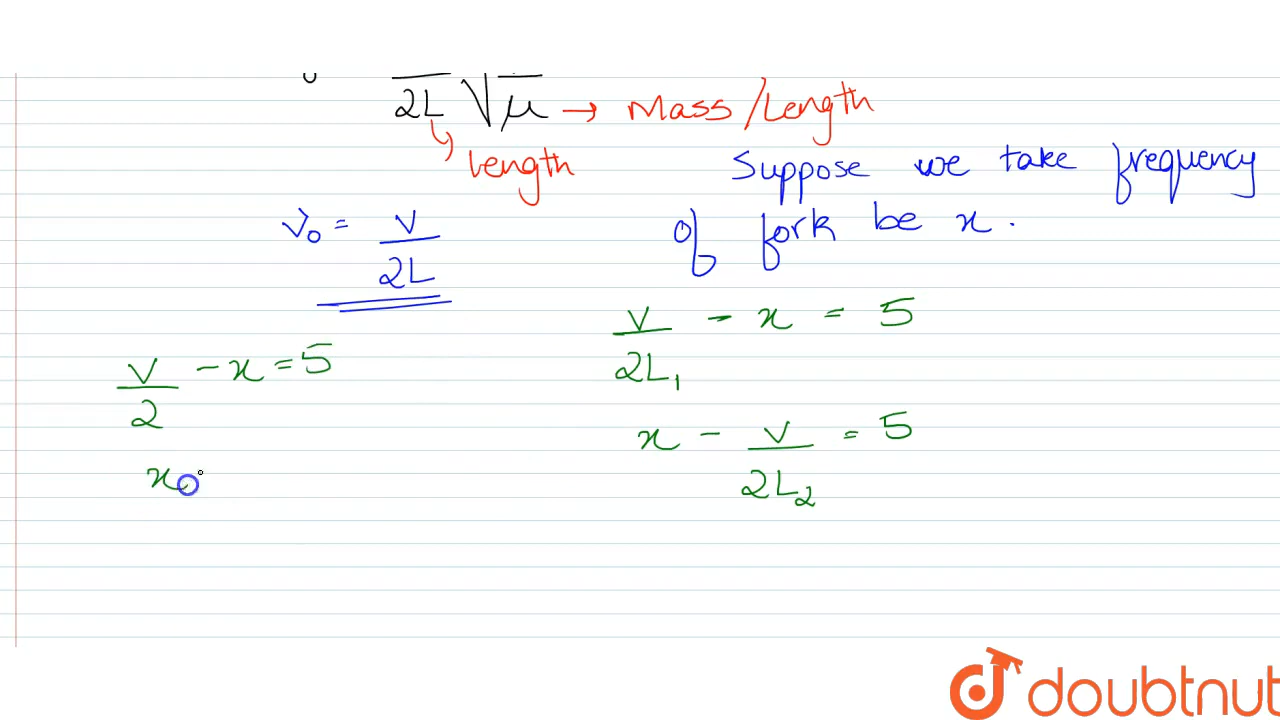 2L √μ → Mass/Length
Length
Suppose we take frequency
of fork be x.
ν₀ = v/2L
v/2L₁ - x = 5
v/2 - x = 5
x - v/2L₂ = 5
x
doubtnut